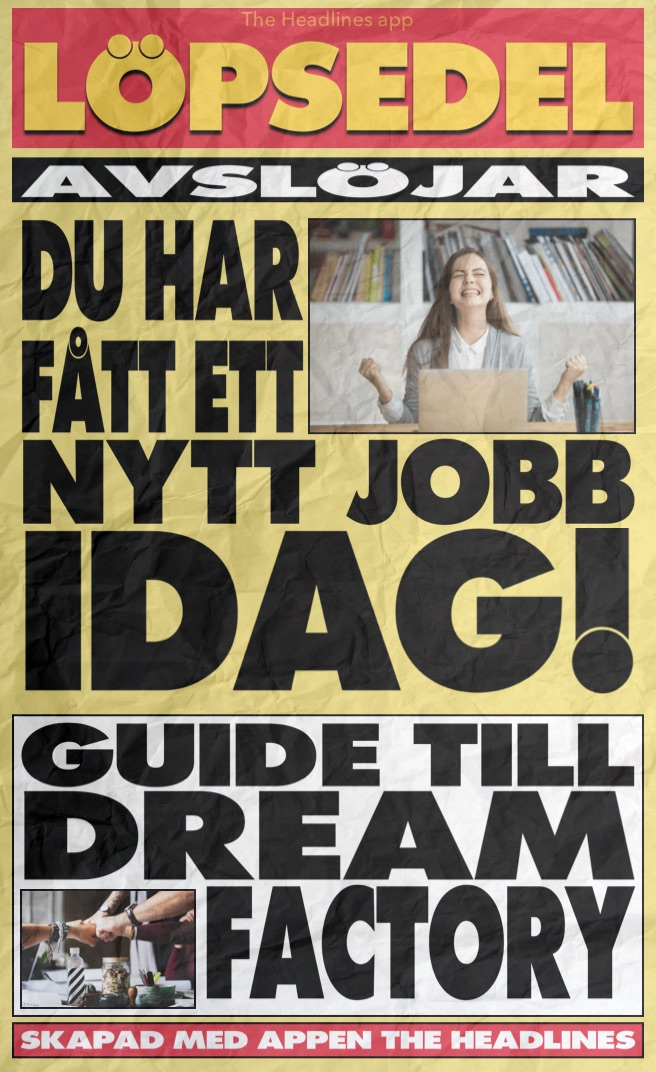 The Headlines app
LÖPSEDEL
AVSLÖJAR
DU HAR
FÅTT ETT
NYTT JOBB
IDAG!
GUIDE TILL
DREAM
FACTORY
SKAPAD MED APPEN THE HEADLINES